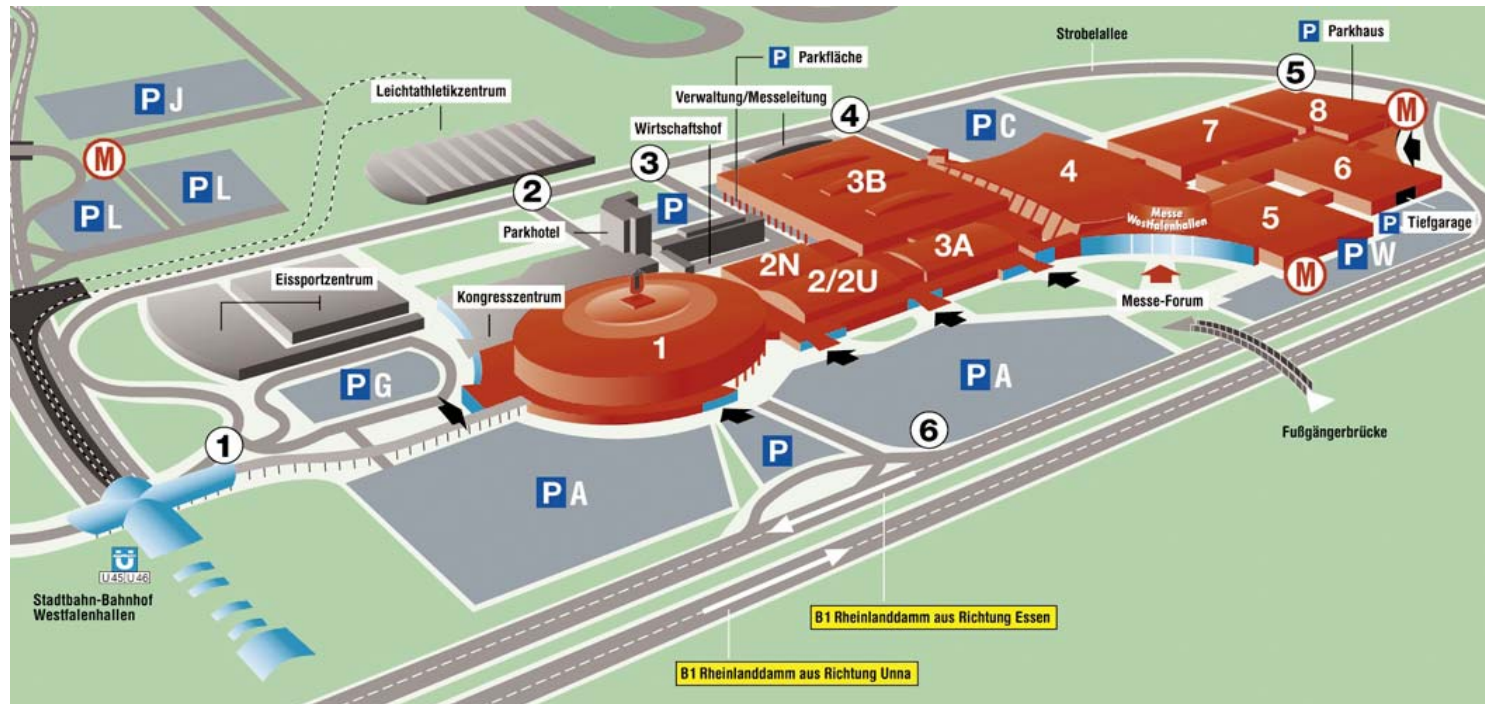 Strobelallee
P Parkhaus
P Parkfläche
5
8
P J
Leichtathletikzentrum
Verwaltung/Messeleitung
4
P C
7
M
M
Wirtschaftshof
3
3B
4
6
P L
P L
2
P
Messe
Westfalenhallen
5
P Tiefgarage
Parkhotel
3A
P W
2N
2/2U
M
Eissportzentrum
Kongresszentrum
Messe-Forum
1
P G
P A
1
6
Fußgängerbrücke
P
P A
U
U45 U46
Stadtbahn-Bahnhof
Westfalenhallen
B1 Rheinlanddamm aus Richtung Essen
B1 Rheinlanddamm aus Richtung Unna